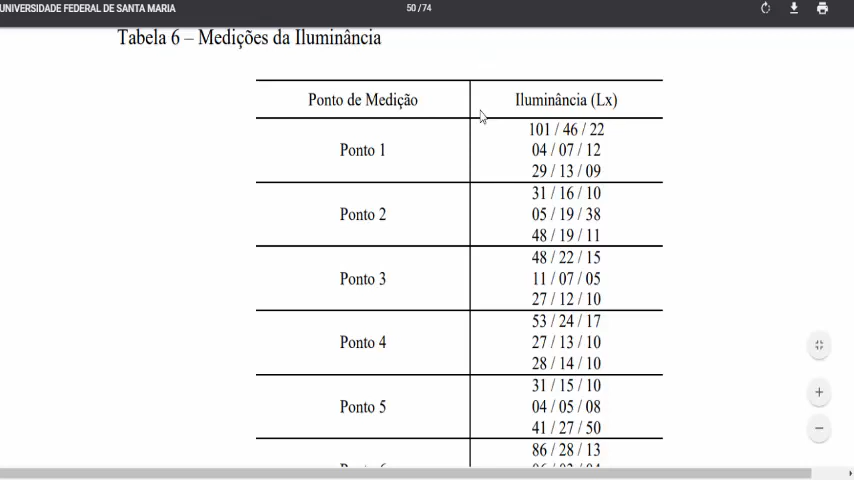 UNIVERSIDADE FEDERAL DE SANTA MARIA
50 / 74
Tabela 6 – Medições da Iluminância
Ponto de Medição Iluminância (Lx)
101 / 46 / 22
Ponto 1 04 / 07 / 12
29 / 13 / 09
31 / 16 / 10
Ponto 2 05 / 19 / 38
48 / 19 / 11
48 / 22 / 15
Ponto 3 11 / 07 / 05
27 / 12 / 10
53 / 24 / 17
Ponto 4 27 / 13 / 10
28 / 14 / 10
31 / 15 / 10
Ponto 5 04 / 05 / 08
41 / 27 / 50
86 / 28 / 13